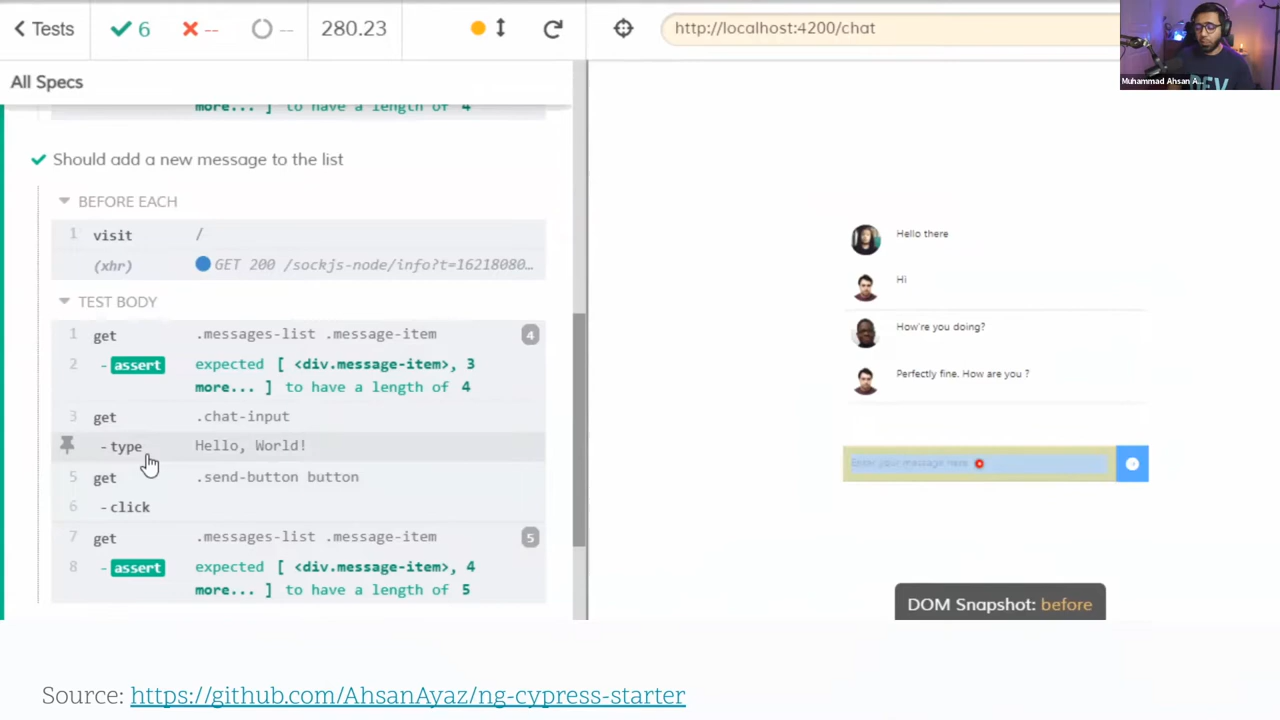 Tests
6
--
--
280.23
http://localhost:4200/chat
Muhammad Ahsan A...
DEV
All Specs
more... ] to have a length of 4
Should add a new message to the list
BEFORE EACH
1 visit /
(xhr) GET 200 /sockjs-node/info?t=16218080…
TEST BODY
1 get .messages-list .message-item 4
2 -assert expected [ <div.message-item>, 3
more... ] to have a length of 4
3 get .chat-input
-type Hello, World!
5 get .send-button button
6 -click
7 get .messages-list .message-item 5
8 -assert expected [ <div.message-item>, 4
more... ] to have a length of 5
Hello there
Hi
How're you doing?
Perfectly fine. How are you ?
Enter your message here
DOM Snapshot: before
Source: https://github.com/AhsanAyaz/ng-cypress-starter